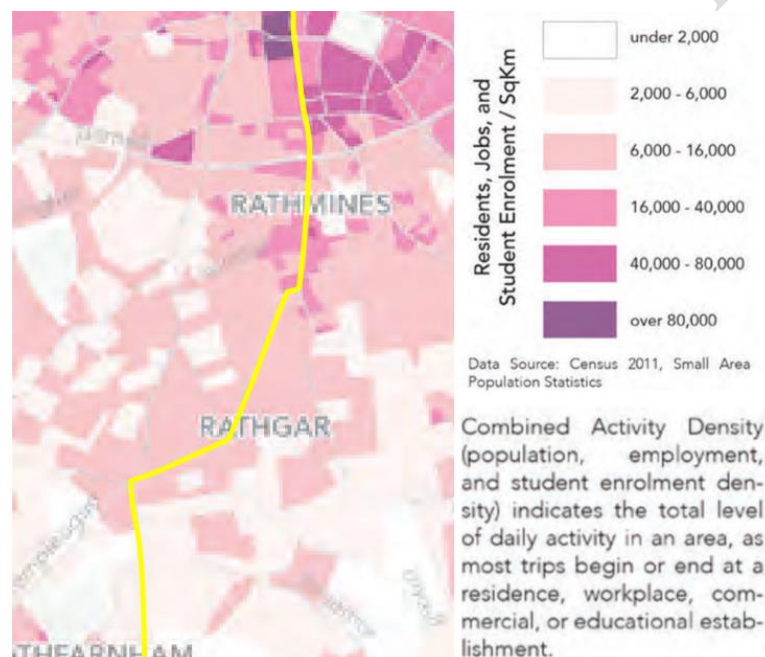 RATHMINES
RATHGAR
Residents, Jobs, and
Student Enrolment / SqKm
under 2,000
2,000 - 6,000
6,000 - 16,000
16,000 - 40,000
40,000 - 80,000
over 80,000
Data Source: Census 2011, Small Area
Population Statistics
Combined Activity Density
(population, employment,
and student enrolment den-
sity) indicates the total level
of daily activity in an area, as
most trips begin or end at a
residence, workplace, com-
mercial, or educational estab-
lishment.